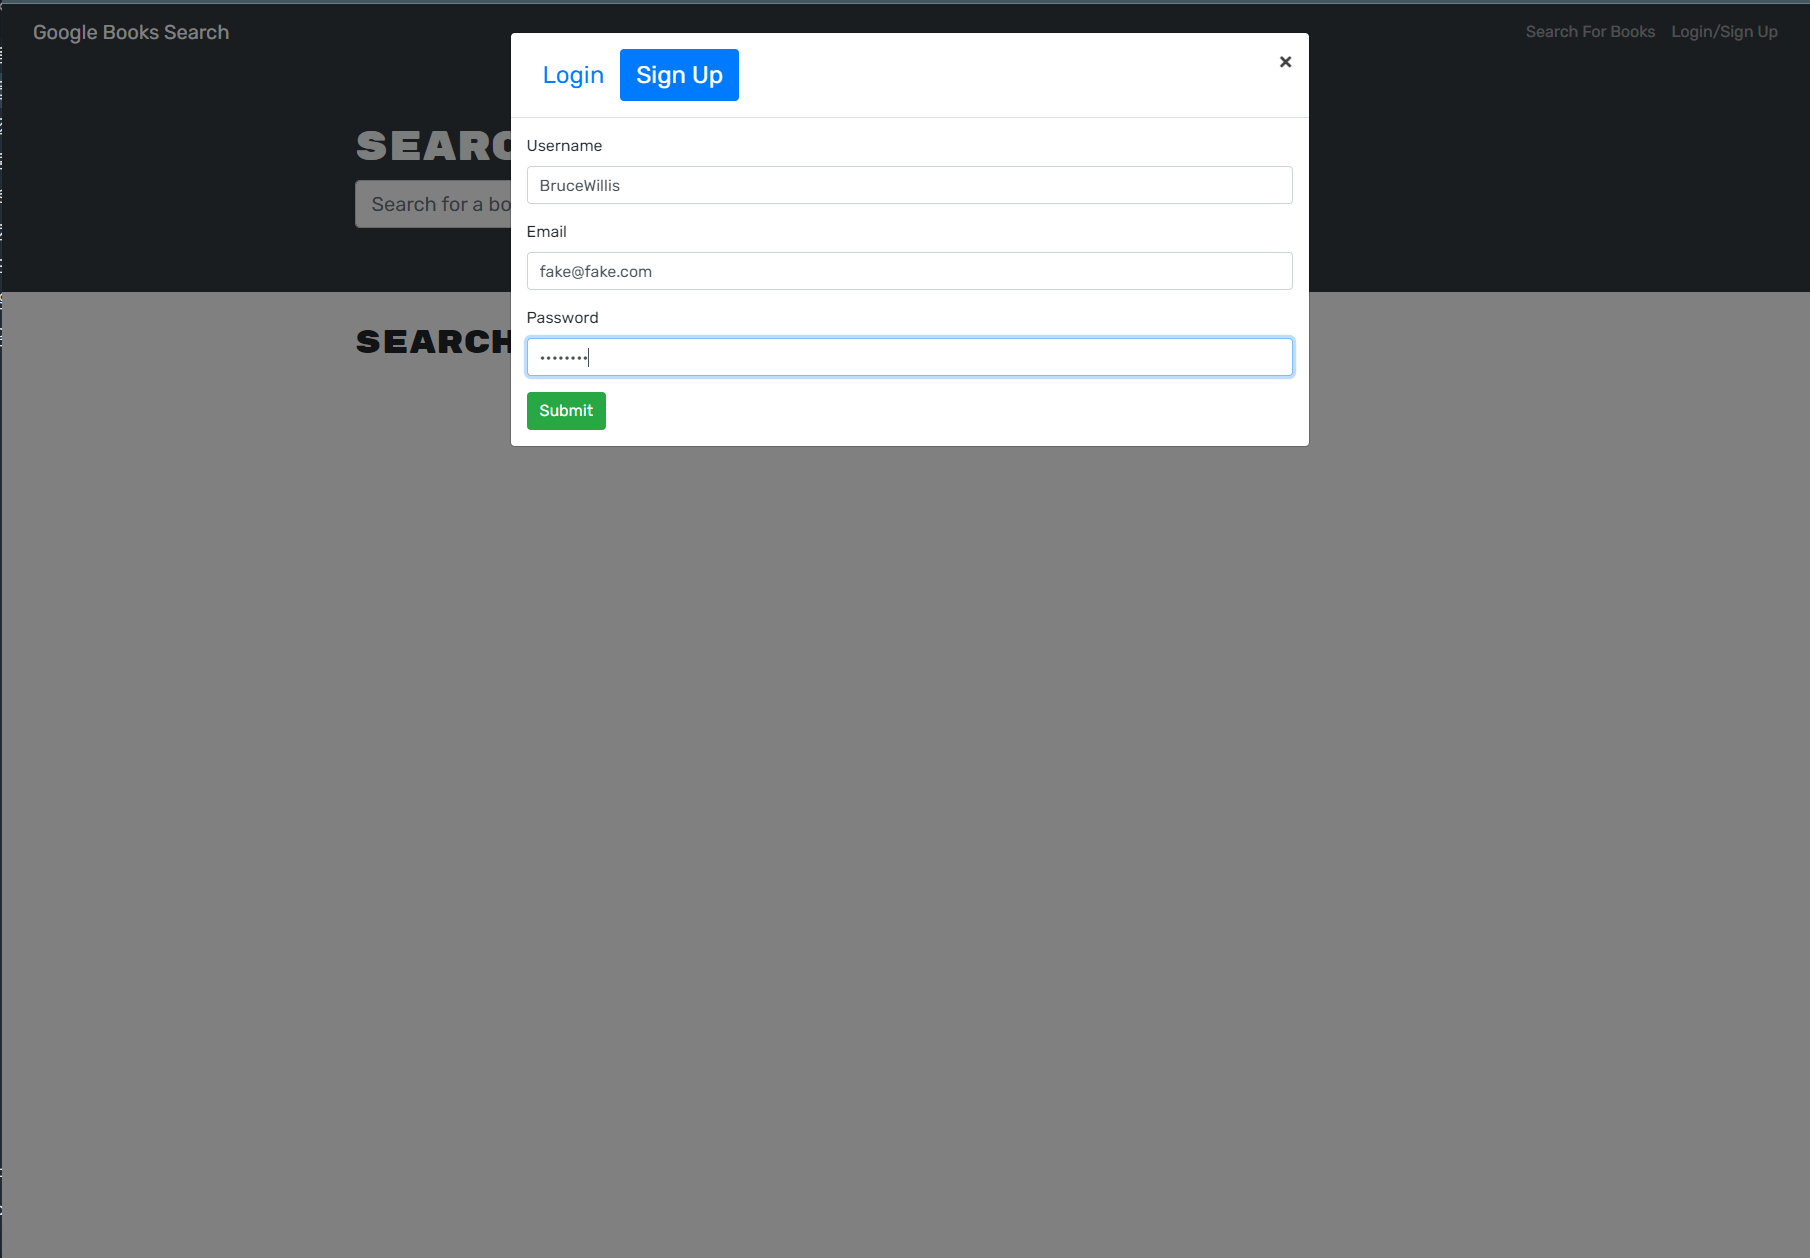 Google Books Search
Search For Books
Login/Sign Up
Login
Sign Up
×
SEARC
Search for a bo
Username
BruceWillis
Email
fake@fake.com
Password
••••••••
Submit
SEARCH